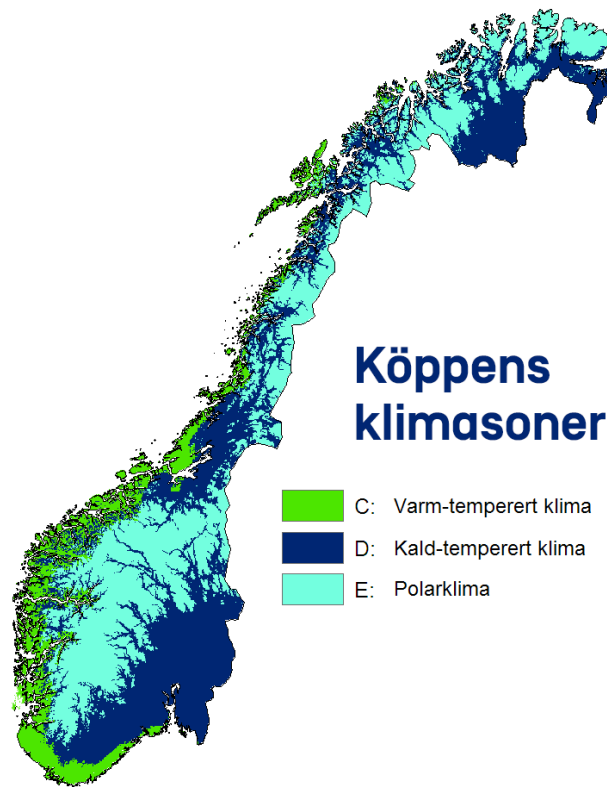 Köppens
klimasoner
C: Varm-temperert klima
D: Kald-temperert klima
E: Polarklima